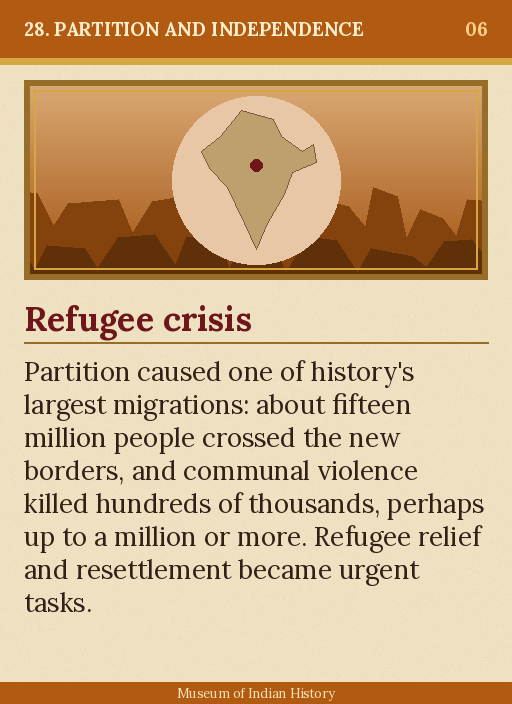 28. PARTITION AND INDEPENDENCE 06
Refugee crisis
Partition caused one of history's
largest migrations: about fifteen
million people crossed the new
borders, and communal violence
killed hundreds of thousands, perhaps
up to a million or more. Refugee relief
and resettlement became urgent
tasks.
Museum of Indian History